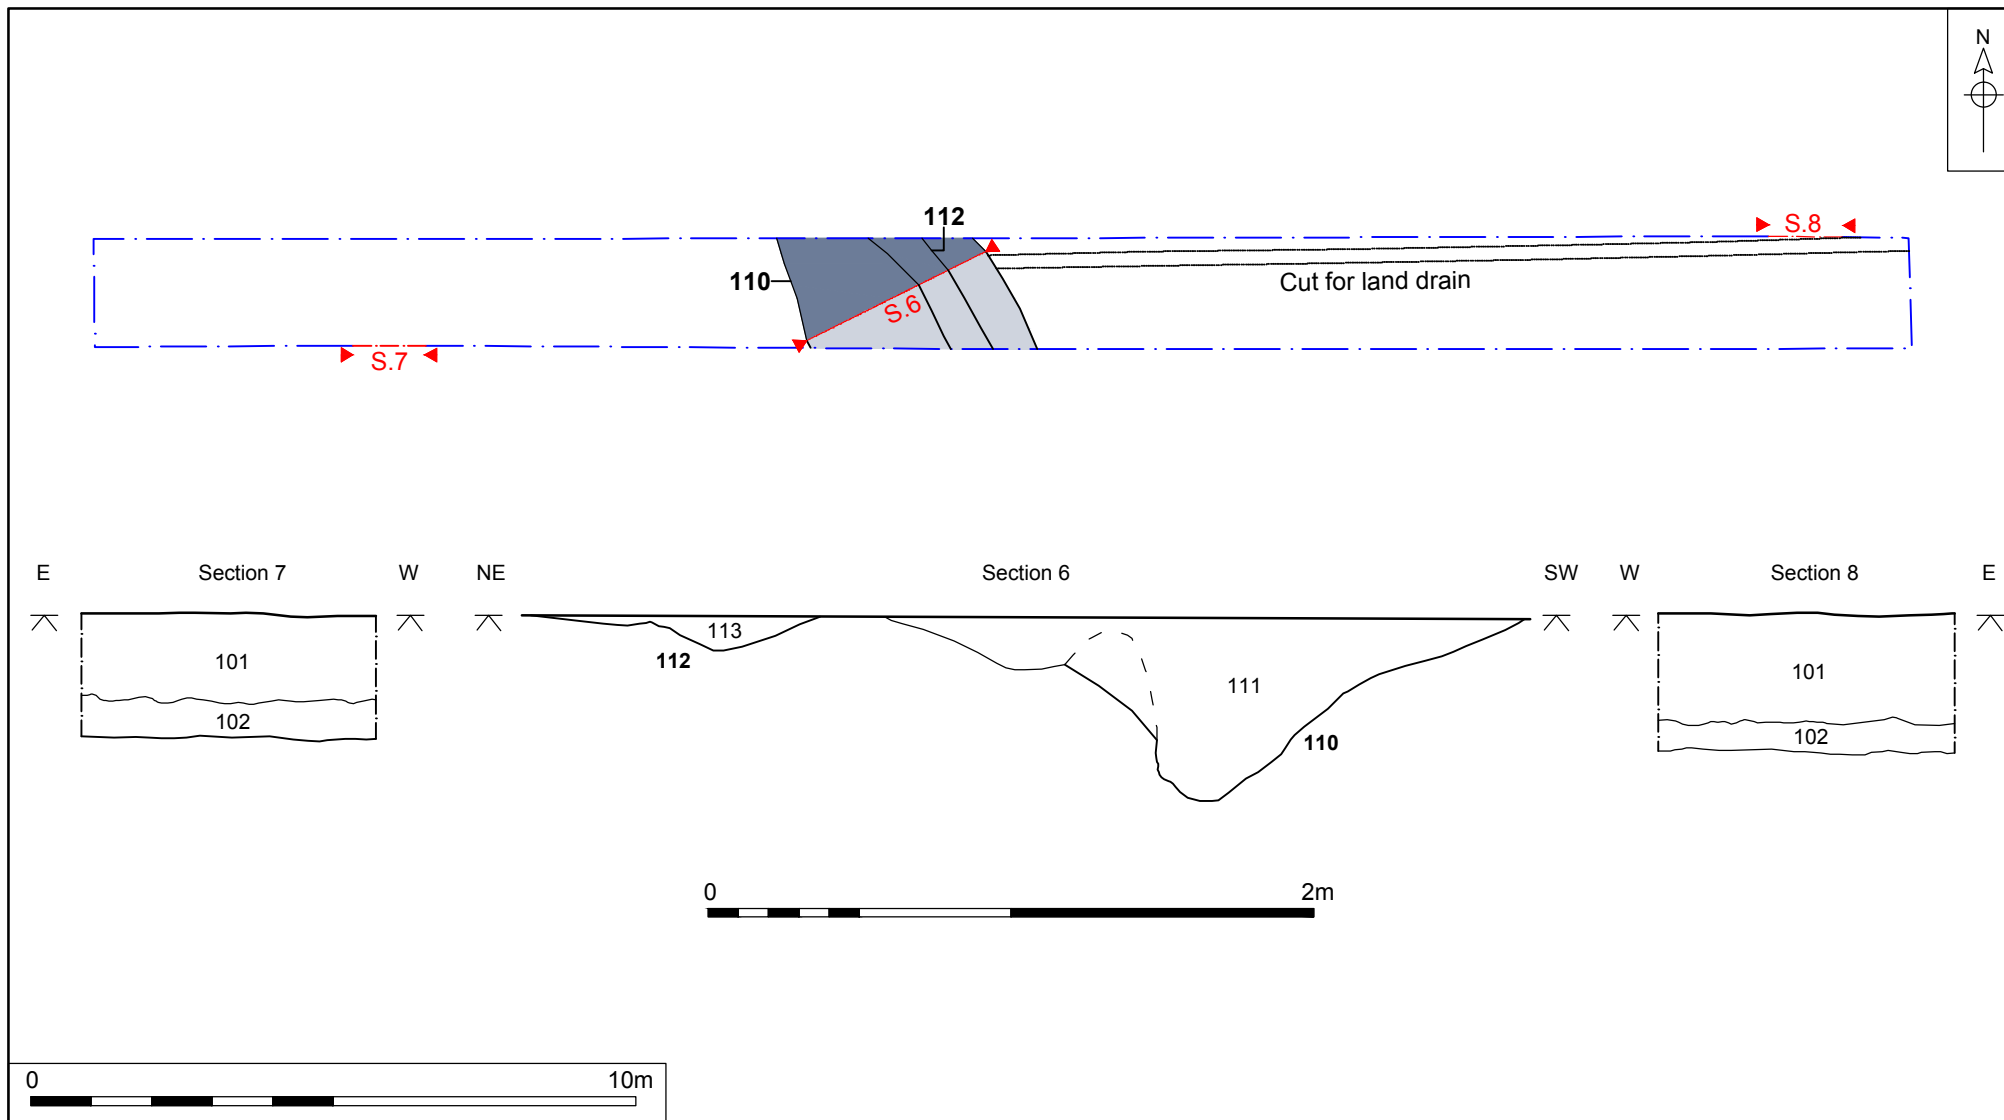 N
112
S.8
110
Cut for land drain
S.6
S.7
E Section 7 W NE Section 6 SW W Section 8 E
113
101
112
101
111
102
102
110
0 2m
0 10m